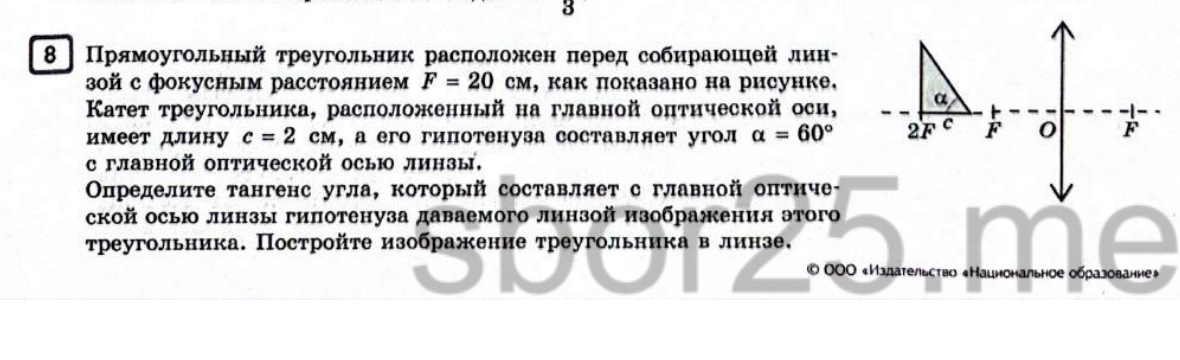 3
8 Прямоугольный треугольник расположен перед собирающей лин-
зой с фокусным расстоянием F = 20 см, как показано на рисунке.
Катет треугольника, расположенный на главной оптической оси,
имеет длину c = 2 см, а его гипотенуза составляет угол α = 60°
с главной оптической осью линзы.
Определите тангенс угла, который составляет с главной оптиче-
ской осью линзы гипотенуза даваемого линзой изображения этого
треугольника. Постройте изображение треугольника в линзе.
α
2F c F O F
sbor25.me
© ООО «Издательство «Национальное образование»